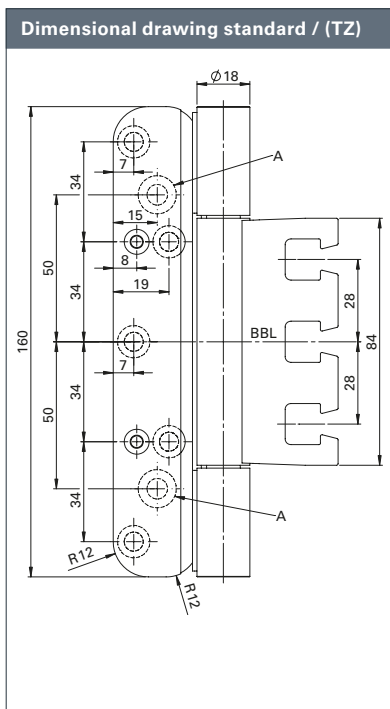 Dimensional drawing standard / (TZ)
Ø18
A
34
7
15
50
8
34
19
28
160
BBL
84
7
34
28
50
A
34
R12
R12